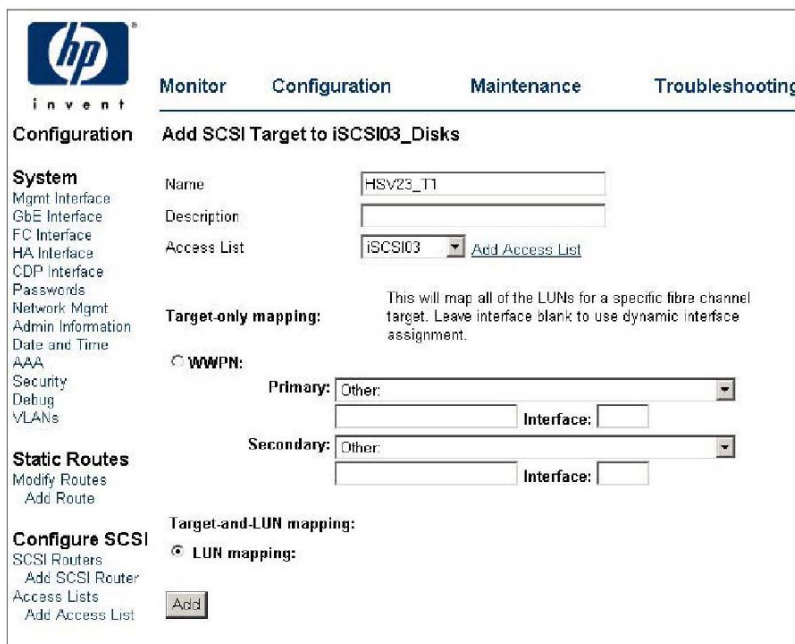 hp
invent
Monitor Configuration Maintenance Troubleshooting
Configuration
Add SCSI Target to iSCSI03_Disks
System
Mgmt Interface
GbE Interface
FC Interface
HA Interface
CDP Interface
Passwords
Network Mgmt
Admin Information
Date and Time
AAA
Security
Debug
VLANs
Static Routes
Modify Routes
Add Route
Configure SCSI
SCSI Routers
Add SCSI Router
Access Lists
Add Access List
Name HSV23_T1
Description
Access List iSCSI03 Add Access List
Target-only mapping:
This will map all of the LUNs for a specific fibre channel
target. Leave interface blank to use dynamic interface
assignment.
WWPN:
Primary: Other:
Interface:
Secondary: Other:
Interface:
Target-and-LUN mapping:
LUN mapping:
Add